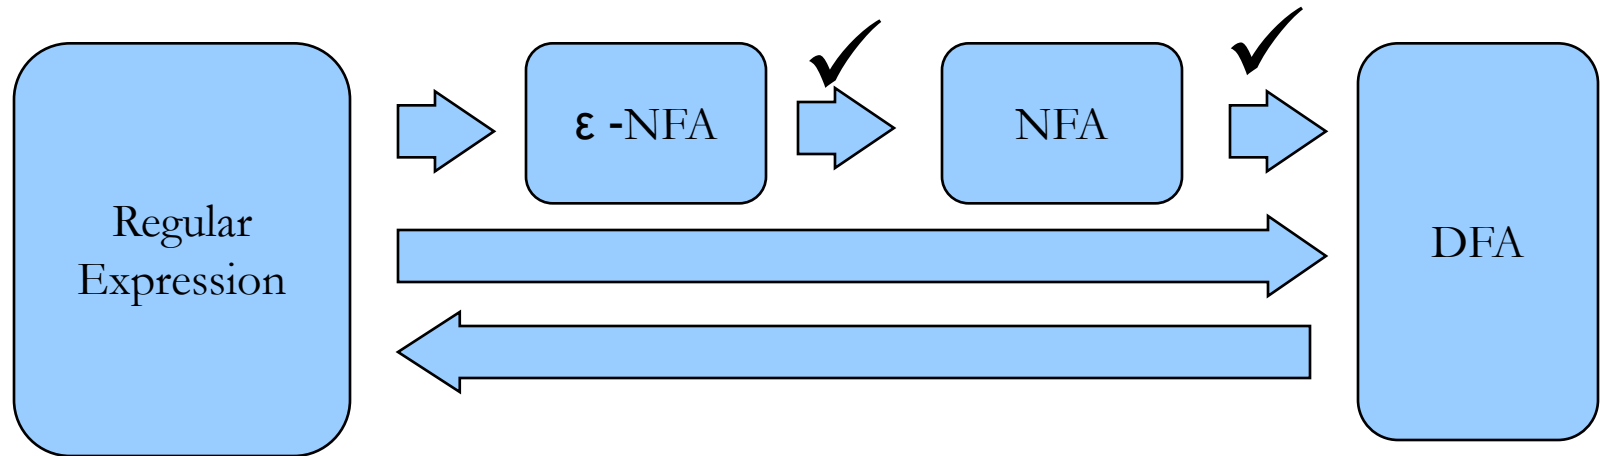 Regular
Expression
ε -NFA
NFA
DFA